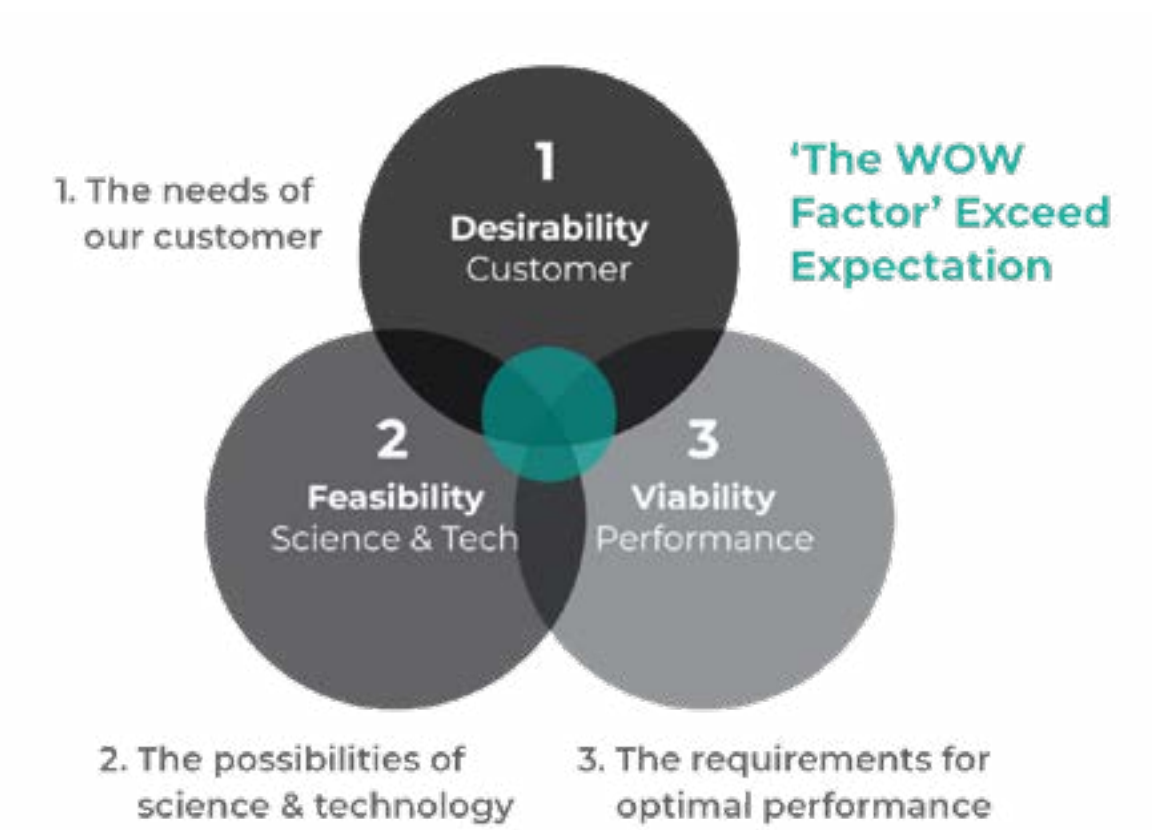 1
Desirability
Customer
1. The needs of
our customer
‘The WOW
Factor’ Exceed
Expectation
2
Feasibility
Science & Tech
3
Viability
Performance
2. The possibilities of
science & technology
3. The requirements for
optimal performance